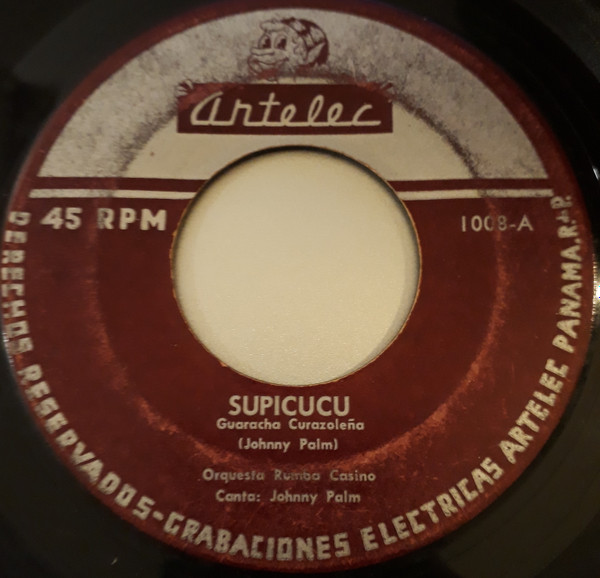 Artelec
45 RPM
1008-A
SUPICUCU
Guaracha Curazoleña
(Johnny Palm)
Orquesta Rumba Casino
Canta: Johnny Palm
DERECHOS RESERVADOS-GRABACIONES ELECTRICAS ARTELEC PANAMA.R.P.